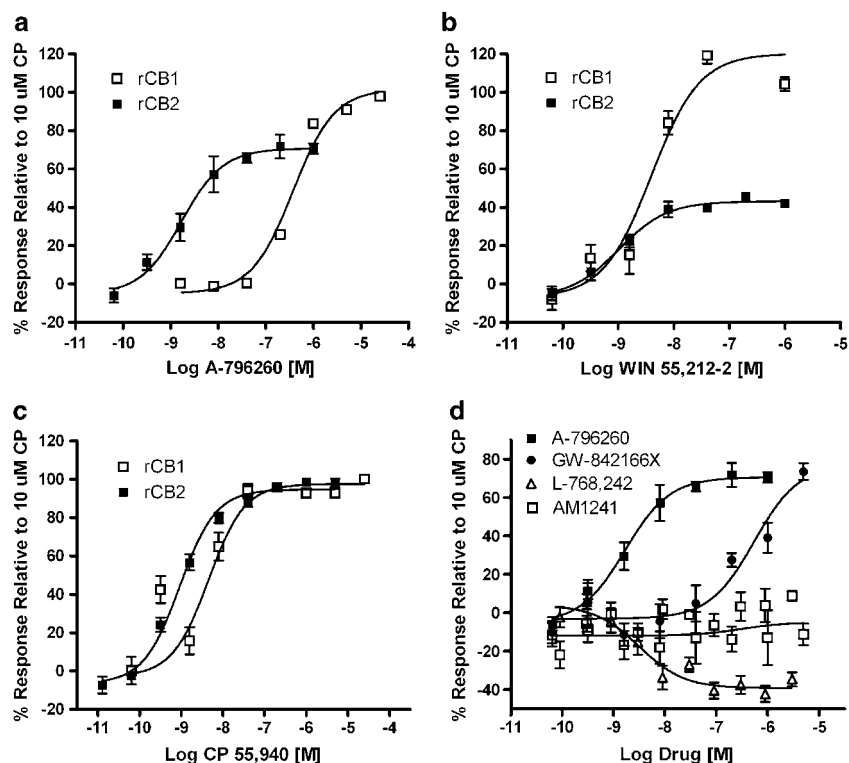 a
% Response Relative to 10 uM CP
120
100
80
60
40
20
0
-20
rCB1
rCB2
-11 -10 -9 -8 -7 -6 -5 -4
Log A-796260 [M]
b
% Response Relative to 10 uM CP
120
100
80
60
40
20
0
-20
rCB1
rCB2
-11 -10 -9 -8 -7 -6 -5
Log WIN 55,212-2 [M]
c
% Response Relative to 10 uM CP
120
100
80
60
40
20
0
-20
rCB1
rCB2
-11 -10 -9 -8 -7 -6 -5 -4
Log CP 55,940 [M]
d
% Response Relative to 10 uM CP
80
60
40
20
0
-20
-40
A-796260
GW-842166X
L-768,242
AM1241
-11 -10 -9 -8 -7 -6 -5
Log Drug [M]